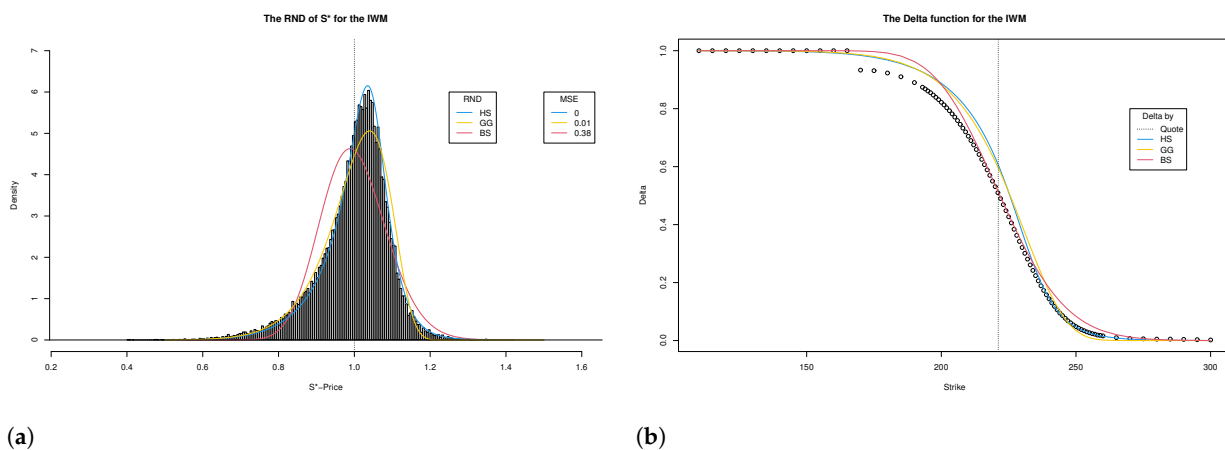 The RND of S* for the IWM
7
6
5
4
3
2
1
0
Density
0.2 0.4 0.6 0.8 1.0 1.2 1.4 1.6
S*-Price
RND
HS
GG
BS
MSE
0
0.01
0.38
(a)
The Delta function for the IWM
1.0
0.8
0.6
0.4
0.2
0.0
Delta
150 200 250 300
Strike
Delta by
Quote
HS
GG
BS
(b)